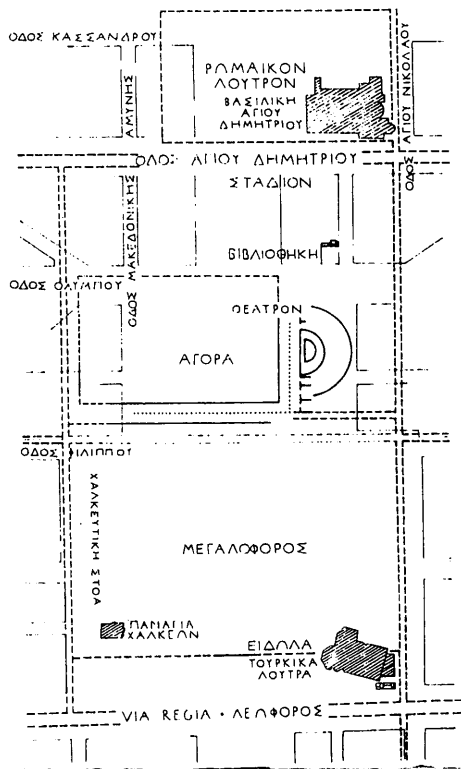 ΟΔΟΣ ΚΑΣΣΑΝΔΡΟΥ
ΡΩΜΑΙΚΟΝ
ΛΟΥΤΡΟΝ
ΒΑΣΙΛΙΚΗ
ΑΓΙΟΥ
ΔΗΜΗΤΡΙΟΥ
ΟΔΟΣ ΑΓΙΟΥ ΝΙΚΟΛΑΟΥ
ΟΔΟΣ ΜΑΚΕΔΟΝΙΚΗΣ ΑΜΥΝΗΣ
ΟΔΟΣ ΑΓΙΟΥ ΔΗΜΗΤΡΙΟΥ
ΣΤΑΔΙΟΝ
ΒΙΒΛΙΟΘΗΚΗ
ΟΔΟΣ ΟΛΥΜΠΟΥ
ΘΕΑΤΡΟΝ
ΑΓΟΡΑ
ΟΔΟΣ ΦΙΛΙΠΠΟΥ
ΧΑΛΚΕΥΤΙΚΗ ΣΤΟΑ
ΜΕΓΑΛΟΦΟΡΟΣ
ΠΑΝΑΓΙΑ
ΧΑΛΚΕΩΝ
ΕΙΔΩΛΑ
ΤΟΥΡΚΙΚΑ
ΛΟΥΤΡΑ
VIA REGIA • ΛΕΩΦΟΡΟΣ